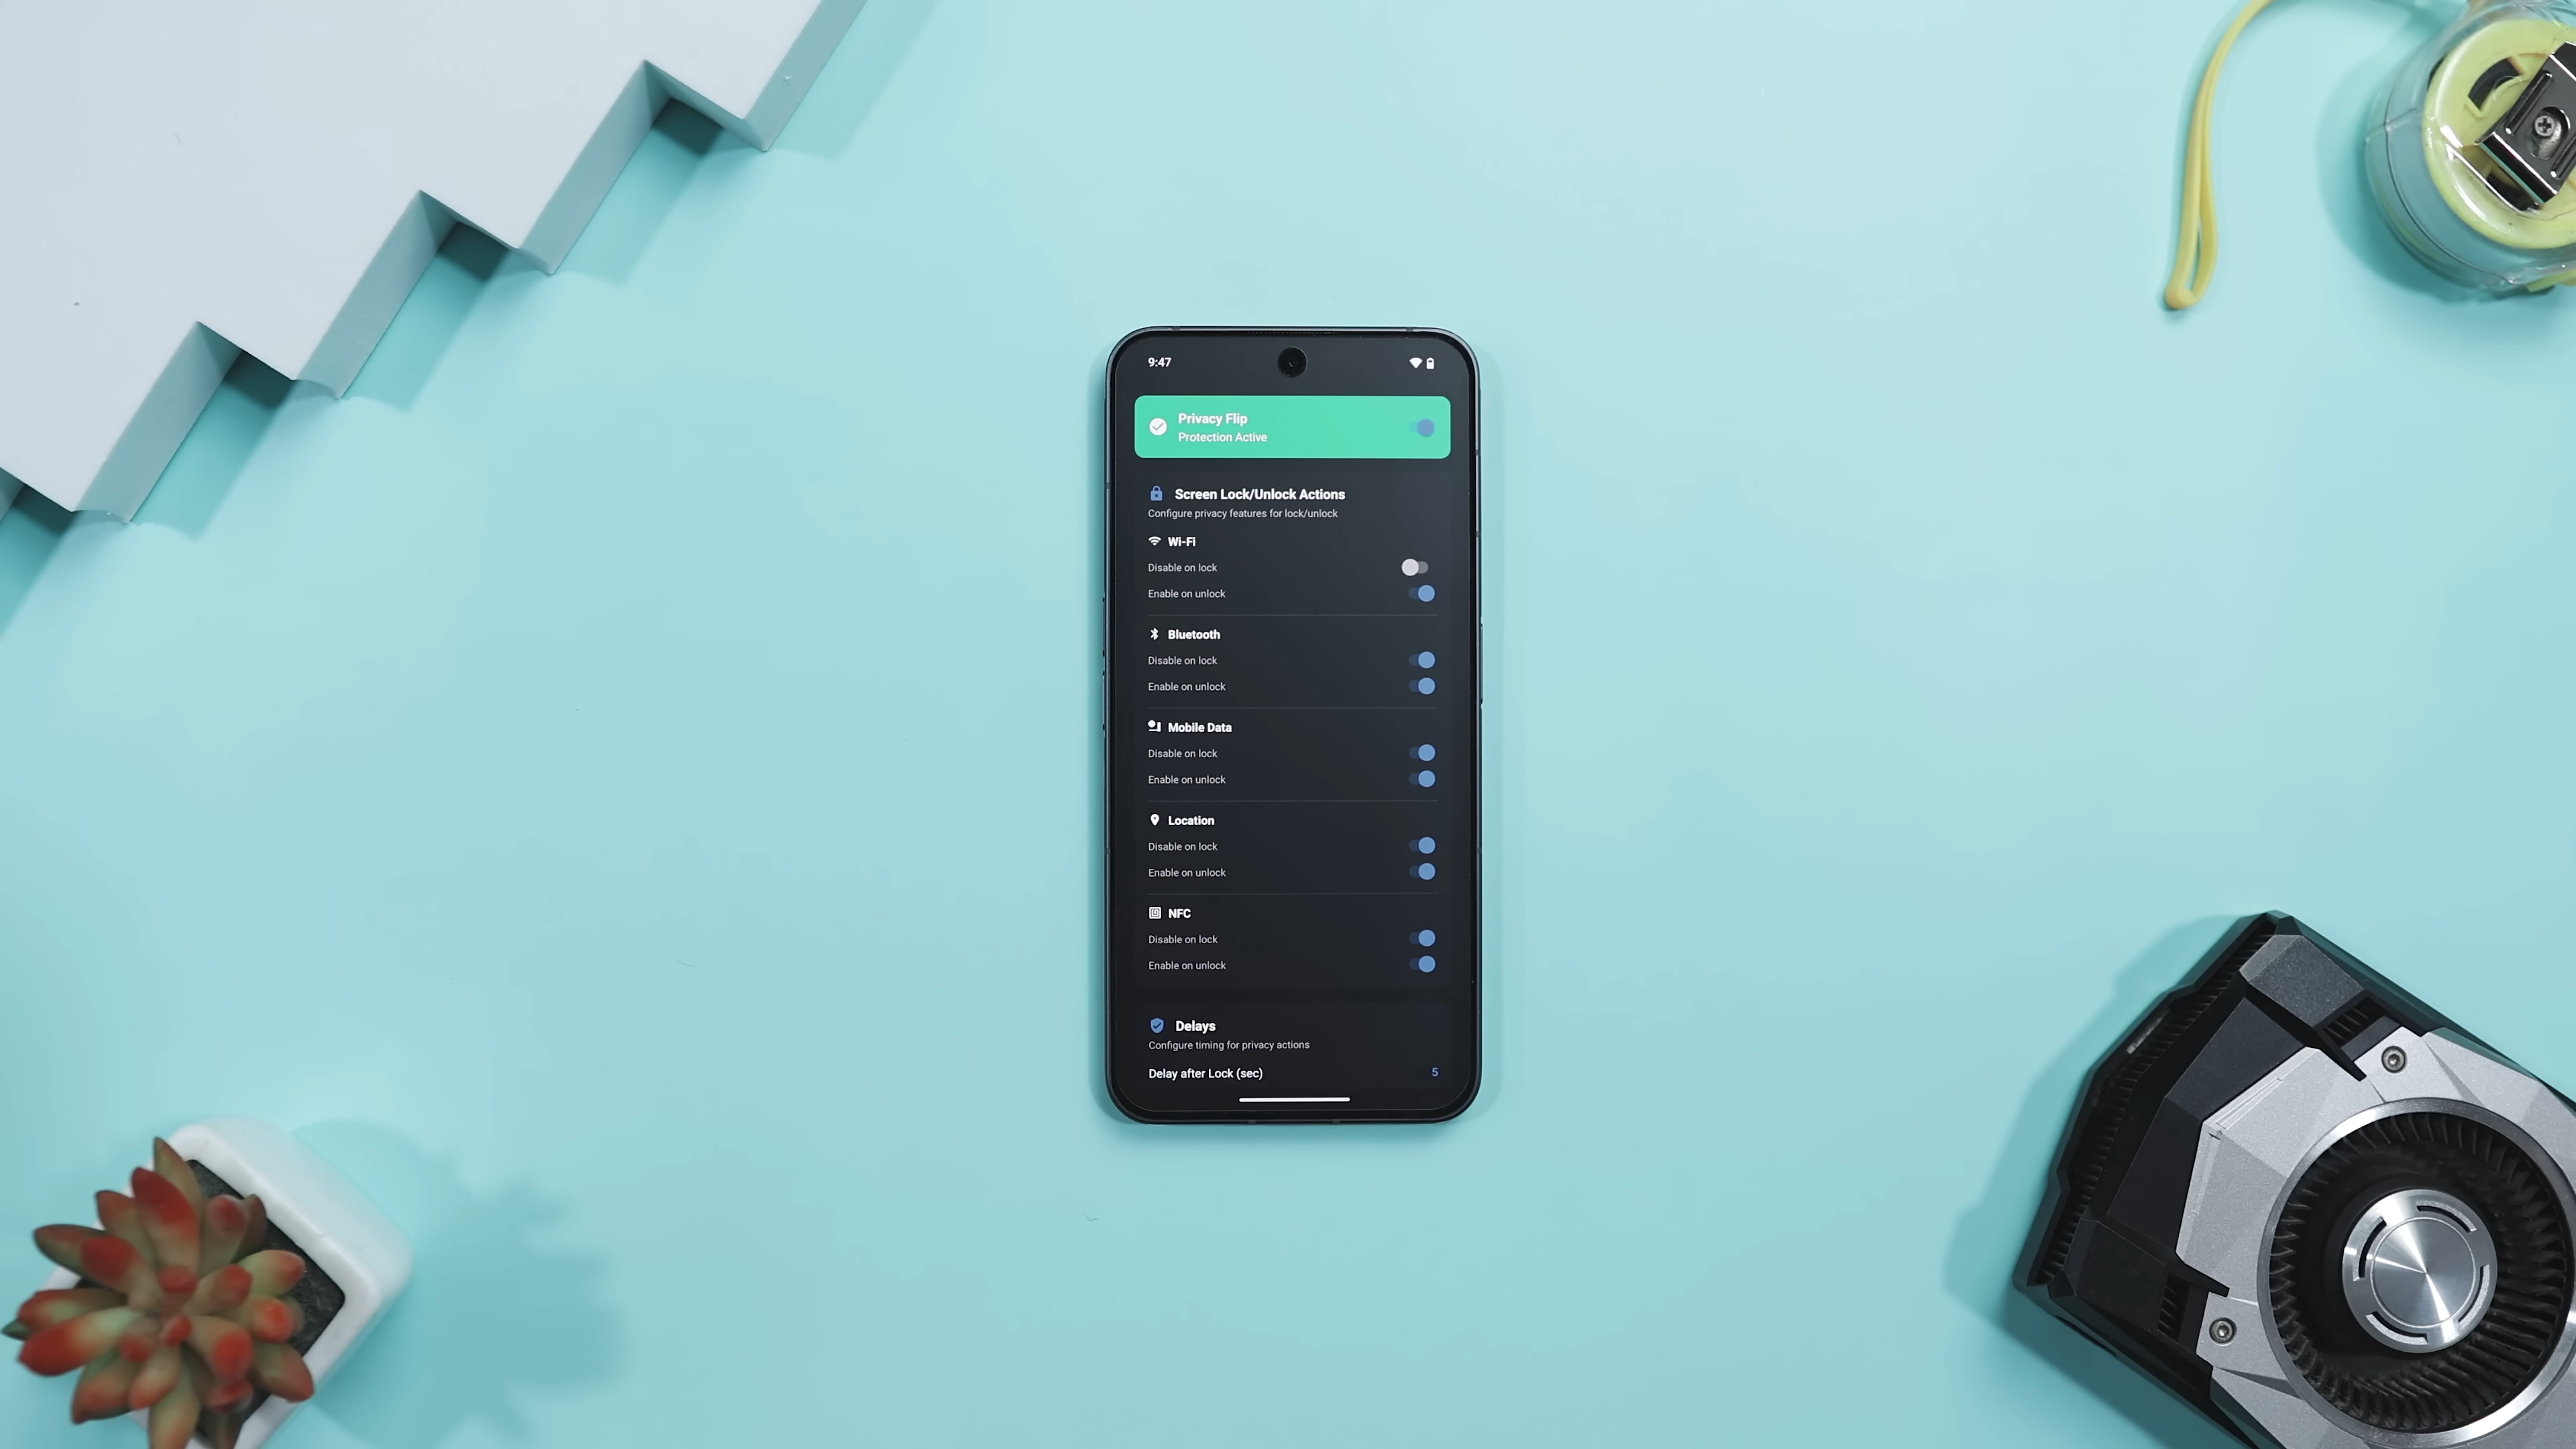 9:47
Privacy Flip
Protection Active
Screen Lock/Unlock Actions
Configure privacy features for lock/unlock
Wi-Fi
Disable on lock
Enable on unlock
Bluetooth
Disable on lock
Enable on unlock
Mobile Data
Disable on lock
Enable on unlock
Location
Disable on lock
Enable on unlock
NFC
Disable on lock
Enable on unlock
Delays
Configure timing for privacy actions
Delay after Lock (sec) 5